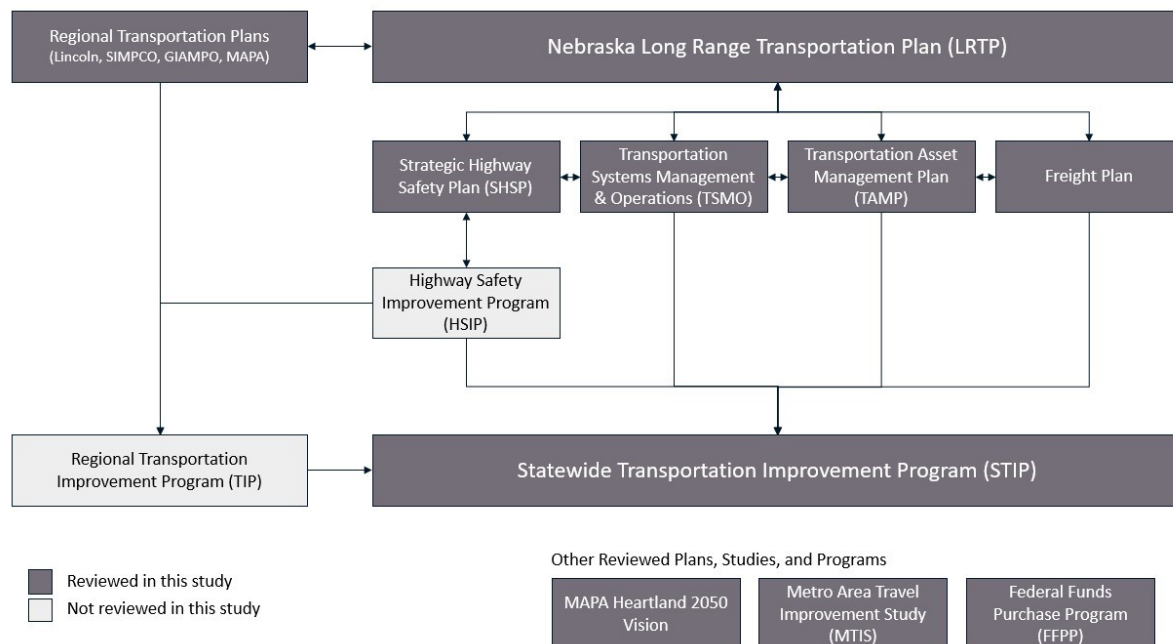 Regional Transportation Plans
(Lincoln, SIMPCO, GIAMPO, MAPA)
Nebraska Long Range Transportation Plan (LRTP)
Strategic Highway
Safety Plan (SHSP)
Transportation
Systems Management
& Operations (TSMO)
Transportation Asset
Management Plan
(TAMP)
Freight Plan
Highway Safety
Improvement Program
(HSIP)
Regional Transportation
Improvement Program (TIP)
Statewide Transportation Improvement Program (STIP)
Reviewed in this study
Not reviewed in this study
Other Reviewed Plans, Studies, and Programs
MAPA Heartland 2050
Vision
Metro Area Travel
Improvement Study
(MTIS)
Federal Funds
Purchase Program
(FFPP)